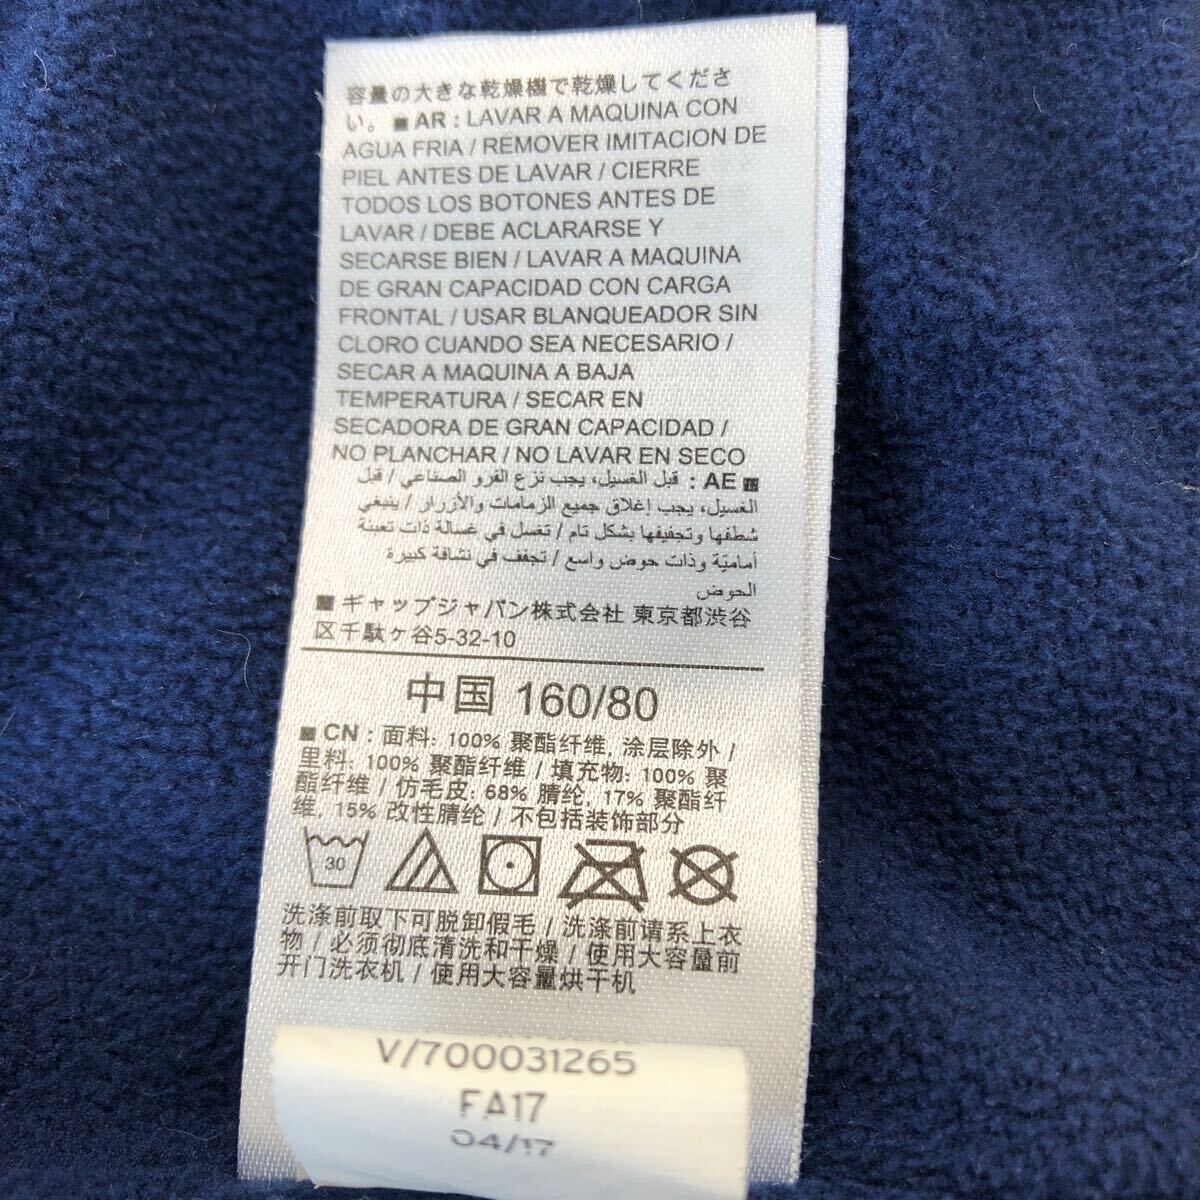 容量の大きな乾燥機で乾燥してくださ
い。 ■ AR : LAVAR A MAQUINA CON
AGUA FRIA / REMOVER IMITACION DE
PIEL ANTES DE LAVAR / CIERRE
TODOS LOS BOTONES ANTES DE
LAVAR / DEBE ACLARARSE Y
SECARSE BIEN / LAVAR A MAQUINA
DE GRAN CAPACIDAD CON CARGA
FRONTAL / USAR BLANQUEADOR SIN
CLORO CUANDO SEA NECESARIO /
SECAR A MAQUINA A BAJA
TEMPERATURA / SECAR EN
SECADORA DE GRAN CAPACIDAD /
NO PLANCHAR / NO LAVAR EN SECO
■ AE : قبل الغسيل، يجب نزع الفرو الصناعي / قبل
الغسيل، يجب إغلاق جميع الزمامات والأزرار / ينبغي
شطفها وتجفيفها بشكل تام / تغسل في غسالة ذات تعبئة
أمامية وذات حوض واسع / تجفف في نشافة كبيرة
الحوض
■ ギャップジャパン株式会社 東京都渋谷
区千駄ヶ谷5-32-10
中国 160/80
■ CN : 面料: 100% 聚酯纤维, 涂层除外 /
里料: 100% 聚酯纤维 / 填充物: 100% 聚
酯纤维 / 仿毛皮: 68% 腈纶, 17% 聚酯纤
维, 15% 改性腈纶 / 不包括装饰部分
30
洗涤前取下可脱卸假毛 / 洗涤前请系上衣
物 / 必须彻底清洗和干燥 / 使用大容量前
开门洗衣机 / 使用大容量烘干机
V/700031265
FA17
04/17